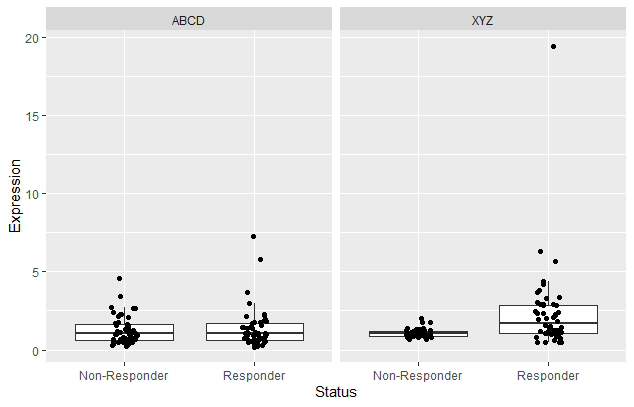 ABCD
XYZ
20
15
10
5
0
Expression
Non-Responder
Responder
Non-Responder
Responder
Status